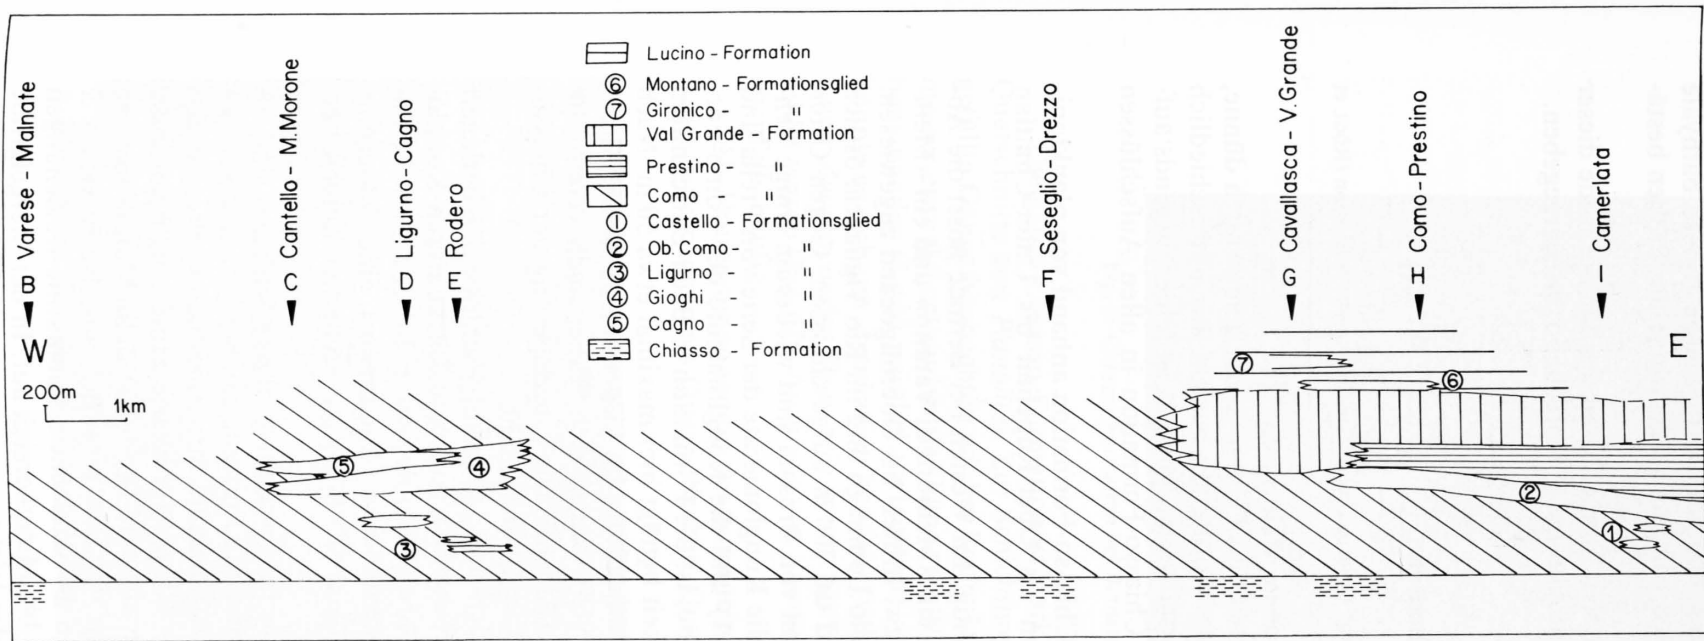 Lucino - Formation
⑥ Montano - Formationsglied
⑦ Gironico - "
Val Grande - Formation
Prestino - "
Como - "
① Castello - Formationsglied
② Ob. Como - "
③ Ligurno - "
④ Gioghi - "
⑤ Cagno - "
Chiasso - Formation
B Varese - Malnate
C Cantello - M. Morone
D Ligurno - Cagno
E Rodero
F Seseglio - Drezzo
G Cavallasca - V. Grande
H Como - Prestino
I Camerlata
W
E
200m
1km
⑦
⑥
⑤
④
②
①
③